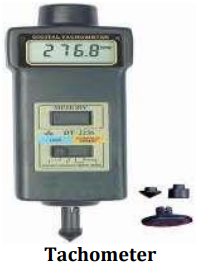 DIGITAL TACHOMETER
276.8
MEMORY
DT 2236
Tachometer